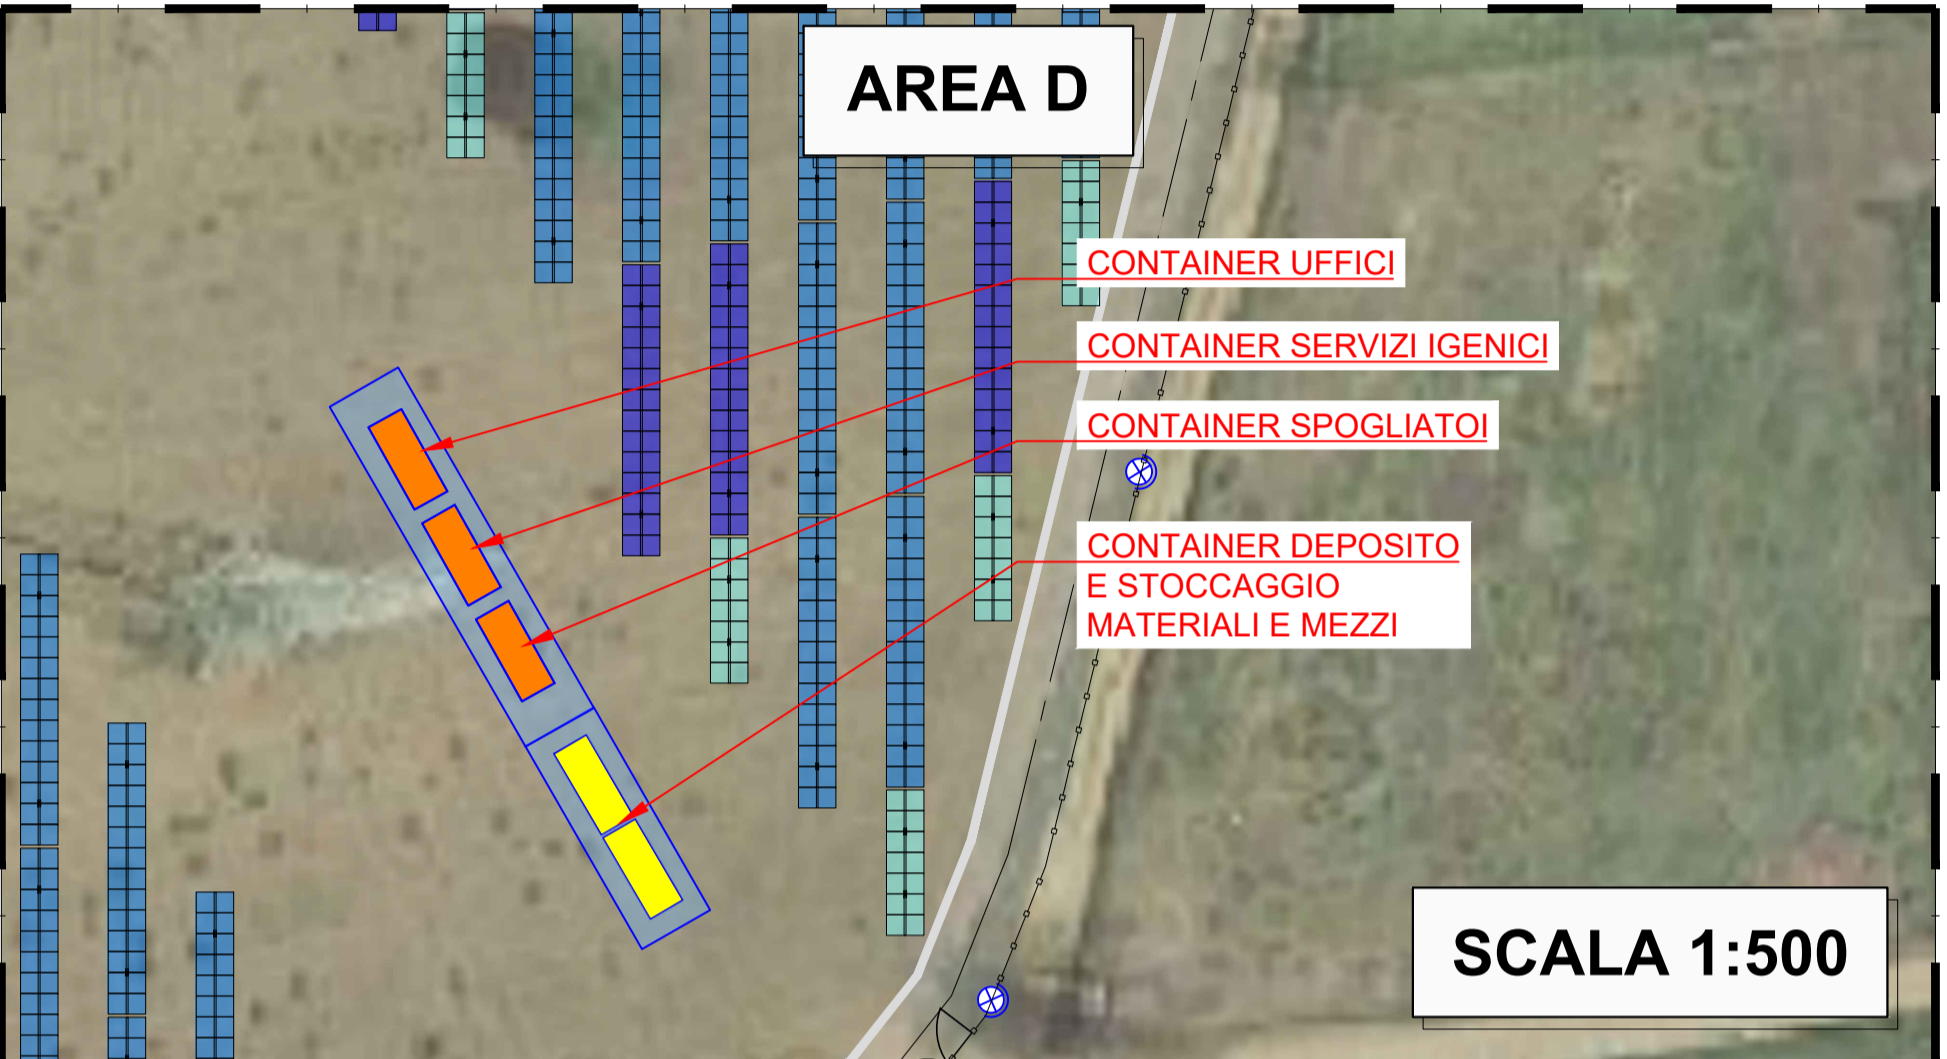 AREA D
CONTAINER UFFICI
CONTAINER SERVIZI IGENICI
CONTAINER SPOGLIATOI
CONTAINER DEPOSITO
E STOCCAGGIO
MATERIALI E MEZZI
SCALA 1:500